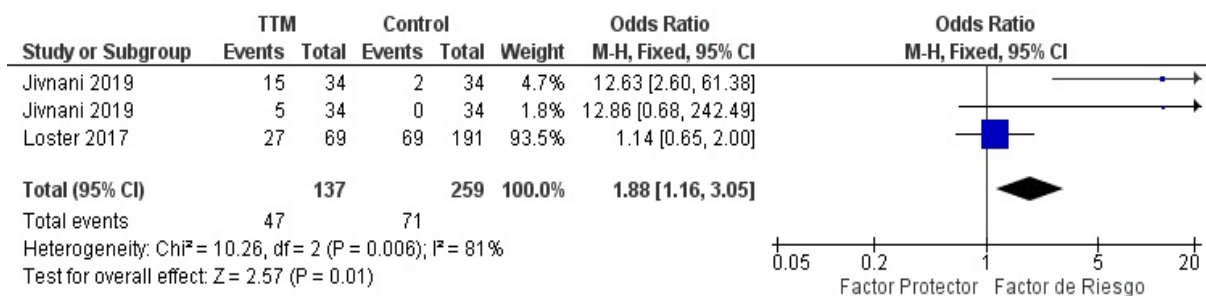 TTM Control Odds Ratio Odds Ratio
Study or Subgroup Events Total Events Total Weight M-H, Fixed, 95% CI M-H, Fixed, 95% CI
Jivnani 2019 15 34 2 34 4.7% 12.63 [2.60, 61.38]
Jivnani 2019 5 34 0 34 1.8% 12.86 [0.68, 242.49]
Loster 2017 27 69 69 191 93.5% 1.14 [0.65, 2.00]
Total (95% CI) 137 259 100.0% 1.88 [1.16, 3.05]
Total events 47 71
Heterogeneity: Chi² = 10.26, df = 2 (P = 0.006); I² = 81%
Test for overall effect: Z = 2.57 (P = 0.01)
0.05 0.2 1 5 20
Factor Protector Factor de Riesgo